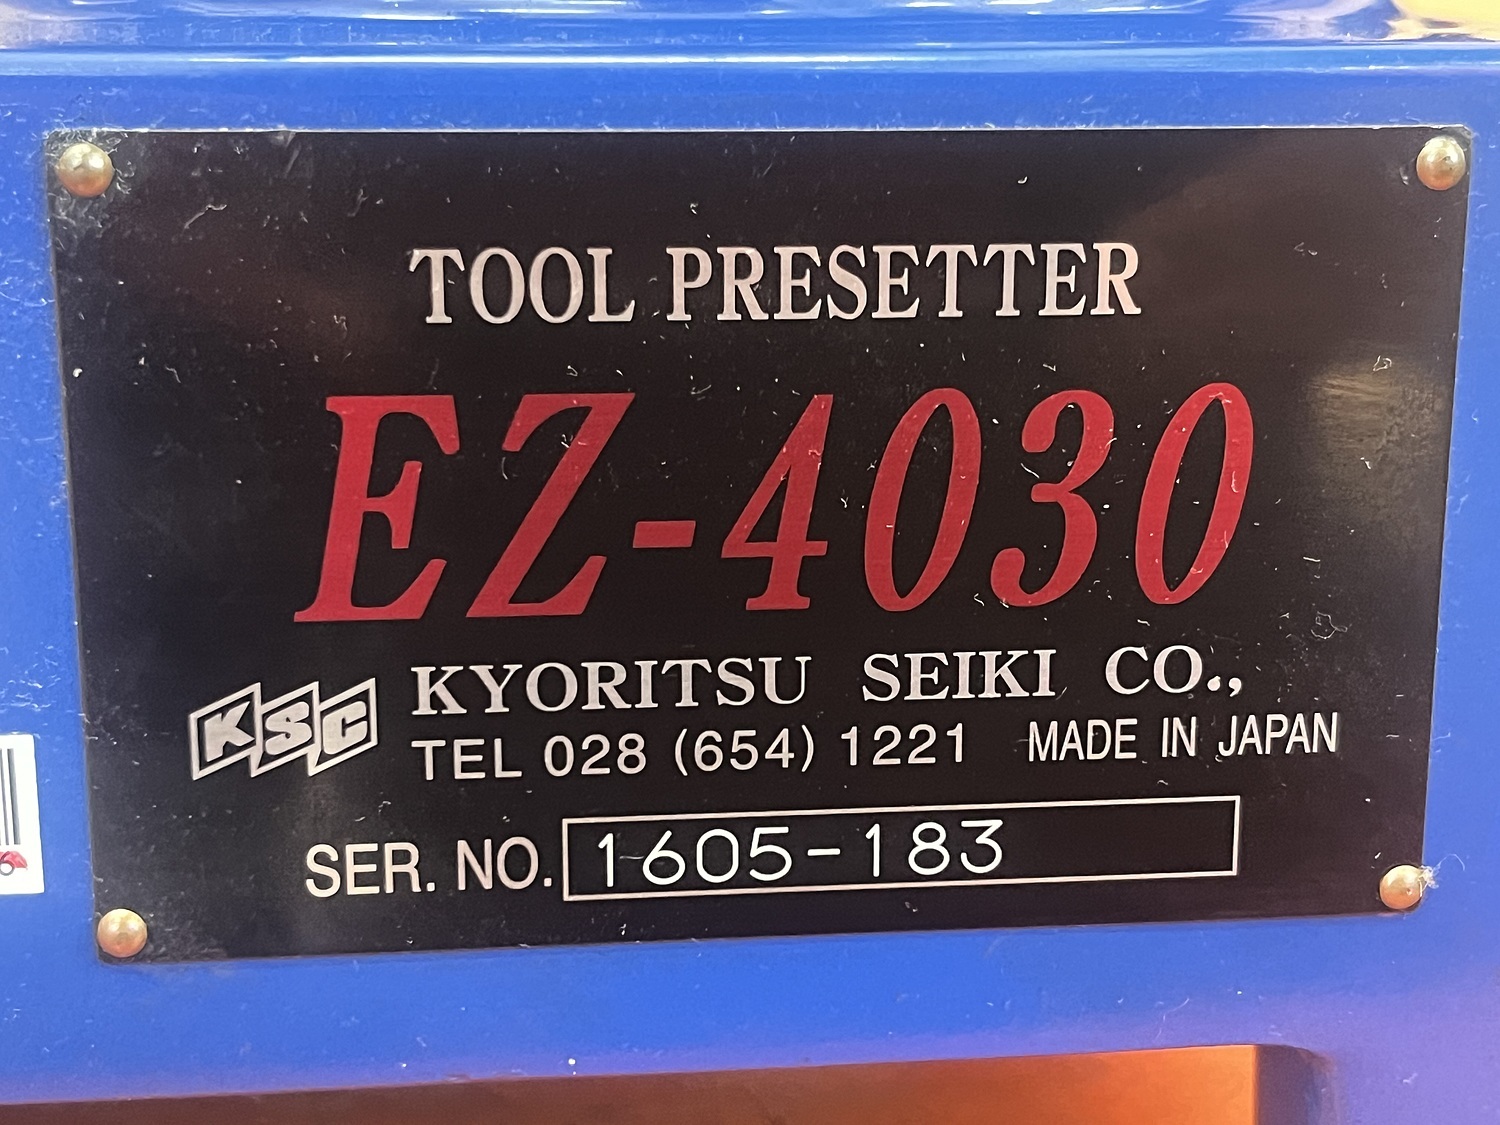 TOOL PRESETTER
EZ-4030
KSC KYORITSU SEIKI CO.,
TEL 028 (654) 1221 MADE IN JAPAN
SER. NO. 1605-183